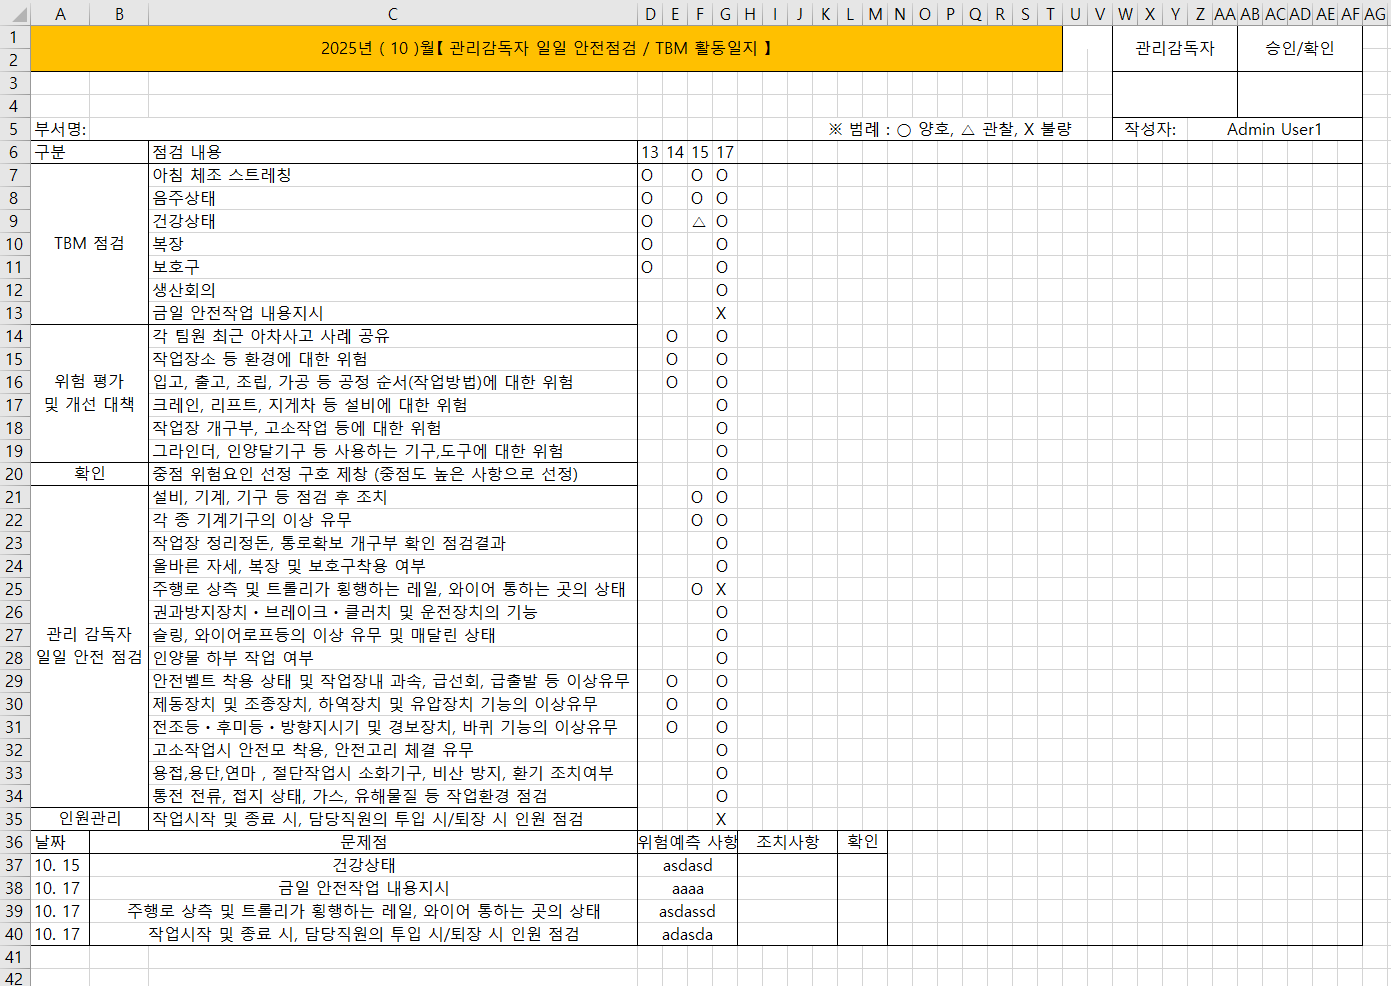 A B C D E F G H I J K L M N O P Q R S T U V W X Y Z AA AB AC AD AE AF AG
1 2025년 ( 10 )월【 관리감독자 일일 안전점검 / TBM 활동일지 】 관리감독자 승인/확인
2
3
4
5 부서명: ※ 범례 : ○ 양호, △ 관찰, X 불량 작성자: Admin User1
6 구분 점검 내용 13 14 15 17
7 아침 체조 스트레칭 O O O
8 음주상태 O O O
9 건강상태 O △ O
10 TBM 점검 복장 O O
11 보호구 O O
12 생산회의 O
13 금일 안전작업 내용지시 X
14 각 팀원 최근 아차사고 사례 공유 O O
15 작업장소 등 환경에 대한 위험 O O
16 위험 평가 입고, 출고, 조립, 가공 등 공정 순서(작업방법)에 대한 위험 O O
17 및 개선 대책 크레인, 리프트, 지게차 등 설비에 대한 위험 O
18 작업장 개구부, 고소작업 등에 대한 위험 O
19 그라인더, 인양달기구 등 사용하는 기구,도구에 대한 위험 O
20 확인 중점 위험요인 선정 구호 제창 (중점도 높은 사항으로 선정) O
21 설비, 기계, 기구 등 점검 후 조치 O O
22 각 종 기계기구의 이상 유무 O O
23 작업장 정리정돈, 통로확보 개구부 확인 점검결과 O
24 올바른 자세, 복장 및 보호구착용 여부 O
25 주행로 상측 및 트롤리가 횡행하는 레일, 와이어 통하는 곳의 상태 O X
26 권과방지장치・브레이크・클러치 및 운전장치의 기능 O
27 관리 감독자 슬링, 와이어로프등의 이상 유무 및 매달린 상태 O
28 일일 안전 점검 인양물 하부 작업 여부 O
29 안전벨트 착용 상태 및 작업장내 과속, 급선회, 급출발 등 이상유무 O O
30 제동장치 및 조종장치, 하역장치 및 유압장치 기능의 이상유무 O O
31 전조등・후미등・방향지시기 및 경보장치, 바퀴 기능의 이상유무 O O
32 고소작업시 안전모 착용, 안전고리 체결 유무 O
33 용접,용단,연마 , 절단작업시 소화기구, 비산 방지, 환기 조치여부 O
34 통전 전류, 접지 상태, 가스, 유해물질 등 작업환경 점검 O
35 인원관리 작업시작 및 종료 시, 담당직원의 투입 시/퇴장 시 인원 점검 X
36 날짜 문제점 위험예측 사항 조치사항 확인
37 10. 15 건강상태 asdasd
38 10. 17 금일 안전작업 내용지시 aaaa
39 10. 17 주행로 상측 및 트롤리가 횡행하는 레일, 와이어 통하는 곳의 상태 asdassd
40 10. 17 작업시작 및 종료 시, 담당직원의 투입 시/퇴장 시 인원 점검 adasda
41
42